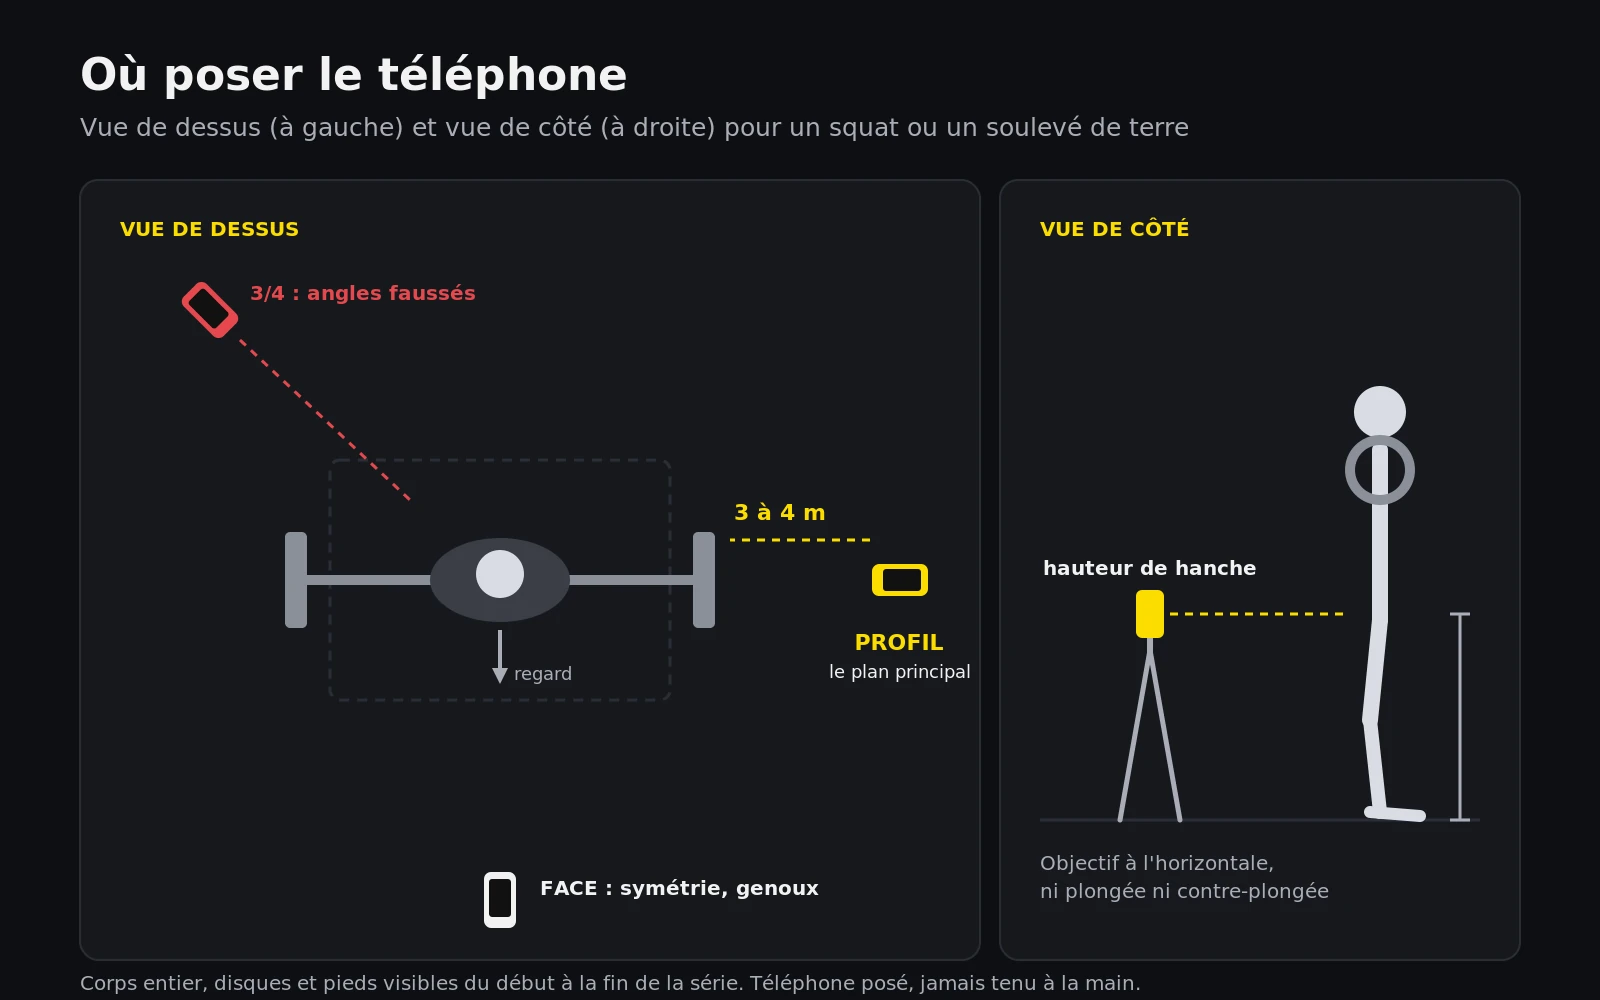 Où poser le téléphone
Vue de dessus (à gauche) et vue de côté (à droite) pour un squat ou un soulevé de terre
VUE DE DESSUS
3/4 : angles faussés
3 à 4 m
PROFIL
le plan principal
regard
FACE : symétrie, genoux
VUE DE CÔTÉ
hauteur de hanche
Objectif à l'horizontale,
ni plongée ni contre-plongée
Corps entier, disques et pieds visibles du début à la fin de la série. Téléphone posé, jamais tenu à la main.